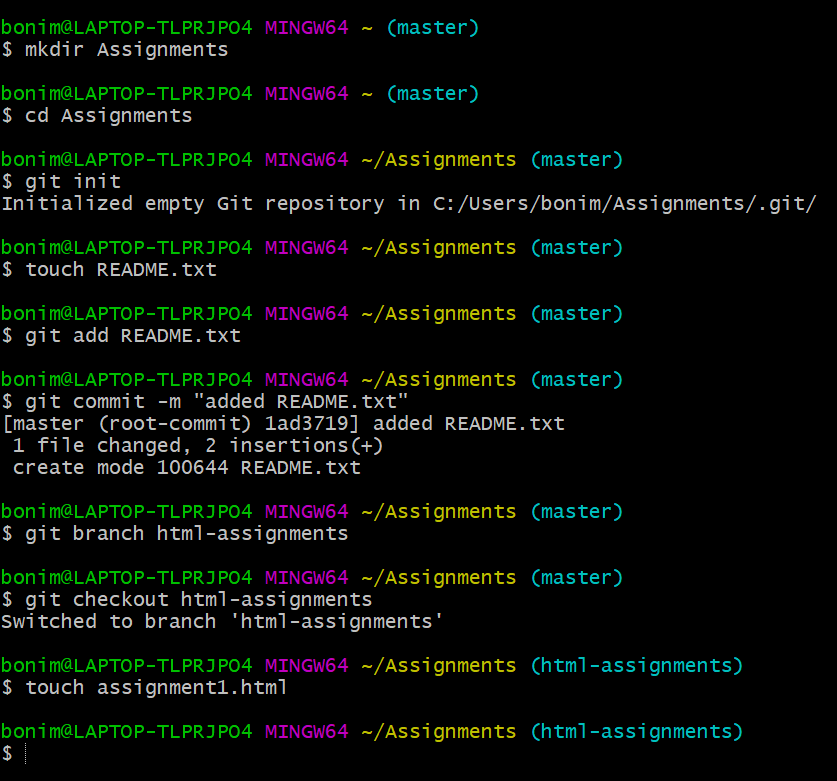 bonim@LAPTOP-TLPRJPO4 MINGW64 ~ (master)
$ mkdir Assignments
bonim@LAPTOP-TLPRJPO4 MINGW64 ~ (master)
$ cd Assignments
bonim@LAPTOP-TLPRJPO4 MINGW64 ~/Assignments (master)
$ git init
Initialized empty Git repository in C:/Users/bonim/Assignments/.git/
bonim@LAPTOP-TLPRJPO4 MINGW64 ~/Assignments (master)
$ touch README.txt
bonim@LAPTOP-TLPRJPO4 MINGW64 ~/Assignments (master)
$ git add README.txt
bonim@LAPTOP-TLPRJPO4 MINGW64 ~/Assignments (master)
$ git commit -m "added README.txt"
[master (root-commit) 1ad3719] added README.txt
 1 file changed, 2 insertions(+)
 create mode 100644 README.txt
bonim@LAPTOP-TLPRJPO4 MINGW64 ~/Assignments (master)
$ git branch html-assignments
bonim@LAPTOP-TLPRJPO4 MINGW64 ~/Assignments (master)
$ git checkout html-assignments
Switched to branch 'html-assignments'
bonim@LAPTOP-TLPRJPO4 MINGW64 ~/Assignments (html-assignments)
$ touch assignment1.html
bonim@LAPTOP-TLPRJPO4 MINGW64 ~/Assignments (html-assignments)
$